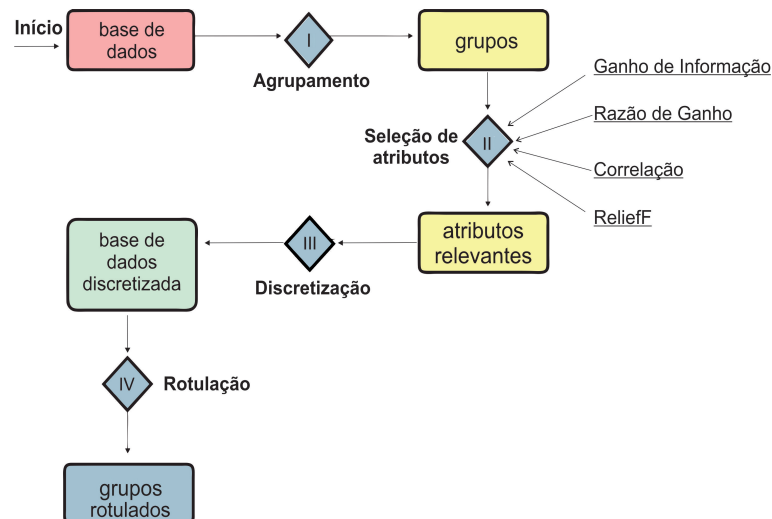 Início
base de
dados
I
Agrupamento
grupos
Ganho de Informação
Razão de Ganho
Correlação
ReliefF
Seleção de
atributos
II
atributos
relevantes
III
Discretização
base de
dados
discretizada
IV
Rotulação
grupos
rotulados